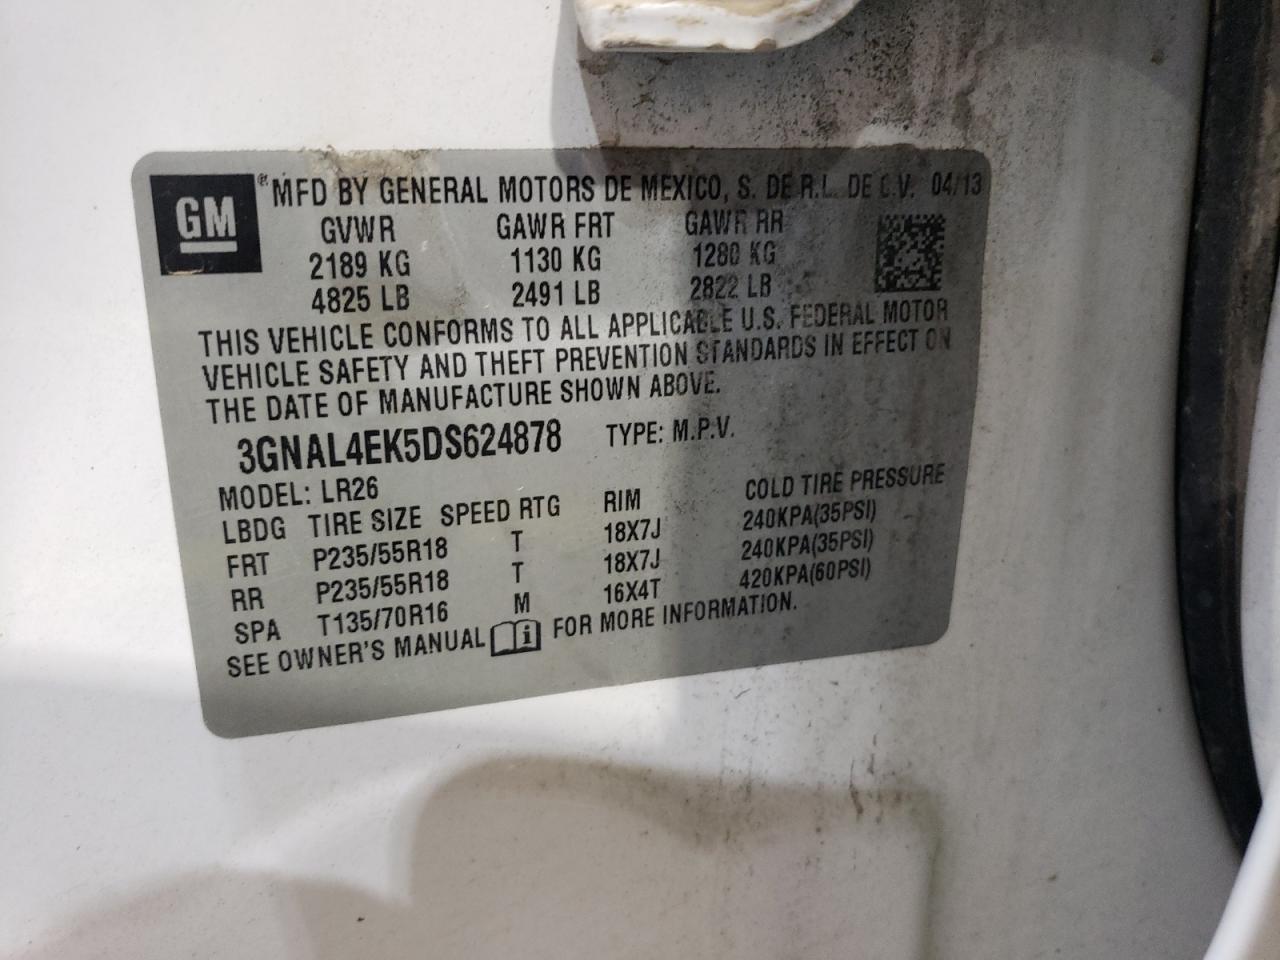 GM ® MFD BY GENERAL MOTORS DE MEXICO, S. DE R.L. DE C.V. 04/13
GVWR GAWR FRT GAWR RR
2189 KG 1130 KG 1280 KG
4825 LB 2491 LB 2822 LB
THIS VEHICLE CONFORMS TO ALL APPLICABLE U.S. FEDERAL MOTOR
VEHICLE SAFETY AND THEFT PREVENTION STANDARDS IN EFFECT ON
THE DATE OF MANUFACTURE SHOWN ABOVE.
3GNAL4EK5DS624878 TYPE: M.P.V.
MODEL: LR26
LBDG TIRE SIZE SPEED RTG RIM COLD TIRE PRESSURE
FRT P235/55R18 T 18X7J 240KPA(35PSI)
RR P235/55R18 T 18X7J 240KPA(35PSI)
SPA T135/70R16 M 16X4T 420KPA(60PSI)
SEE OWNER'S MANUAL i FOR MORE INFORMATION.